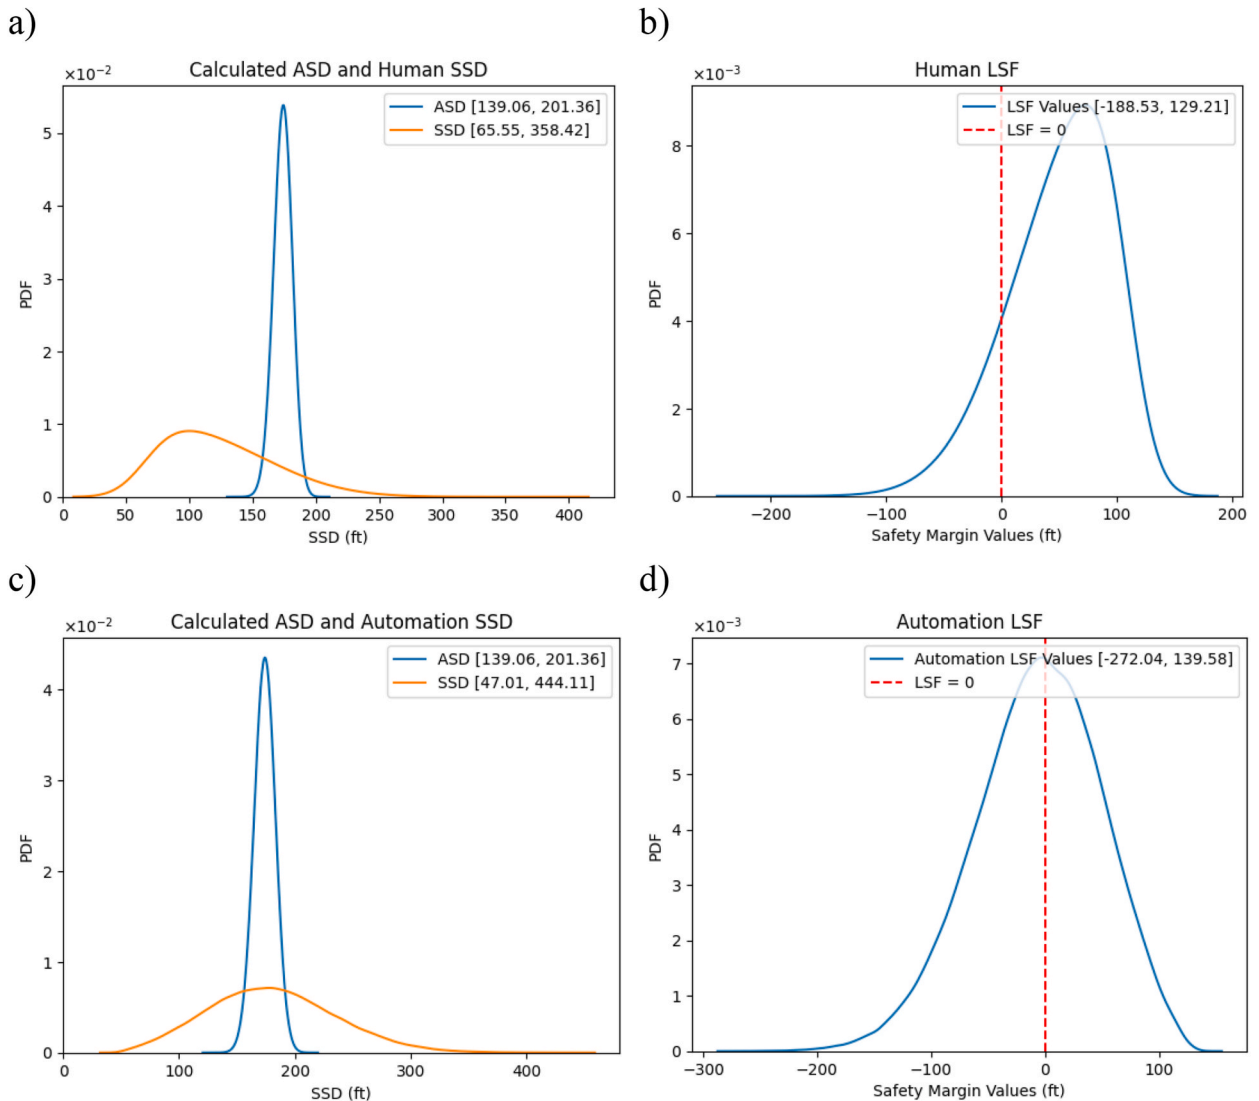 a)
Calculated ASD and Human SSD
×10⁻²
ASD [139.06, 201.36]
SSD [65.55, 358.42]
5
4
3
2
1
0
PDF
0 50 100 150 200 250 300 350 400
SSD (ft)
b)
Human LSF
×10⁻³
LSF Values [-188.53, 129.21]
LSF = 0
8
6
4
2
0
PDF
−200 −100 0 100 200
Safety Margin Values (ft)
c)
Calculated ASD and Automation SSD
×10⁻²
ASD [139.06, 201.36]
SSD [47.01, 444.11]
4
3
2
1
0
PDF
0 100 200 300 400
SSD (ft)
d)
Automation LSF
×10⁻³
Automation LSF Values [-272.04, 139.58]
LSF = 0
7
6
5
4
3
2
1
0
PDF
−300 −200 −100 0 100
Safety Margin Values (ft)